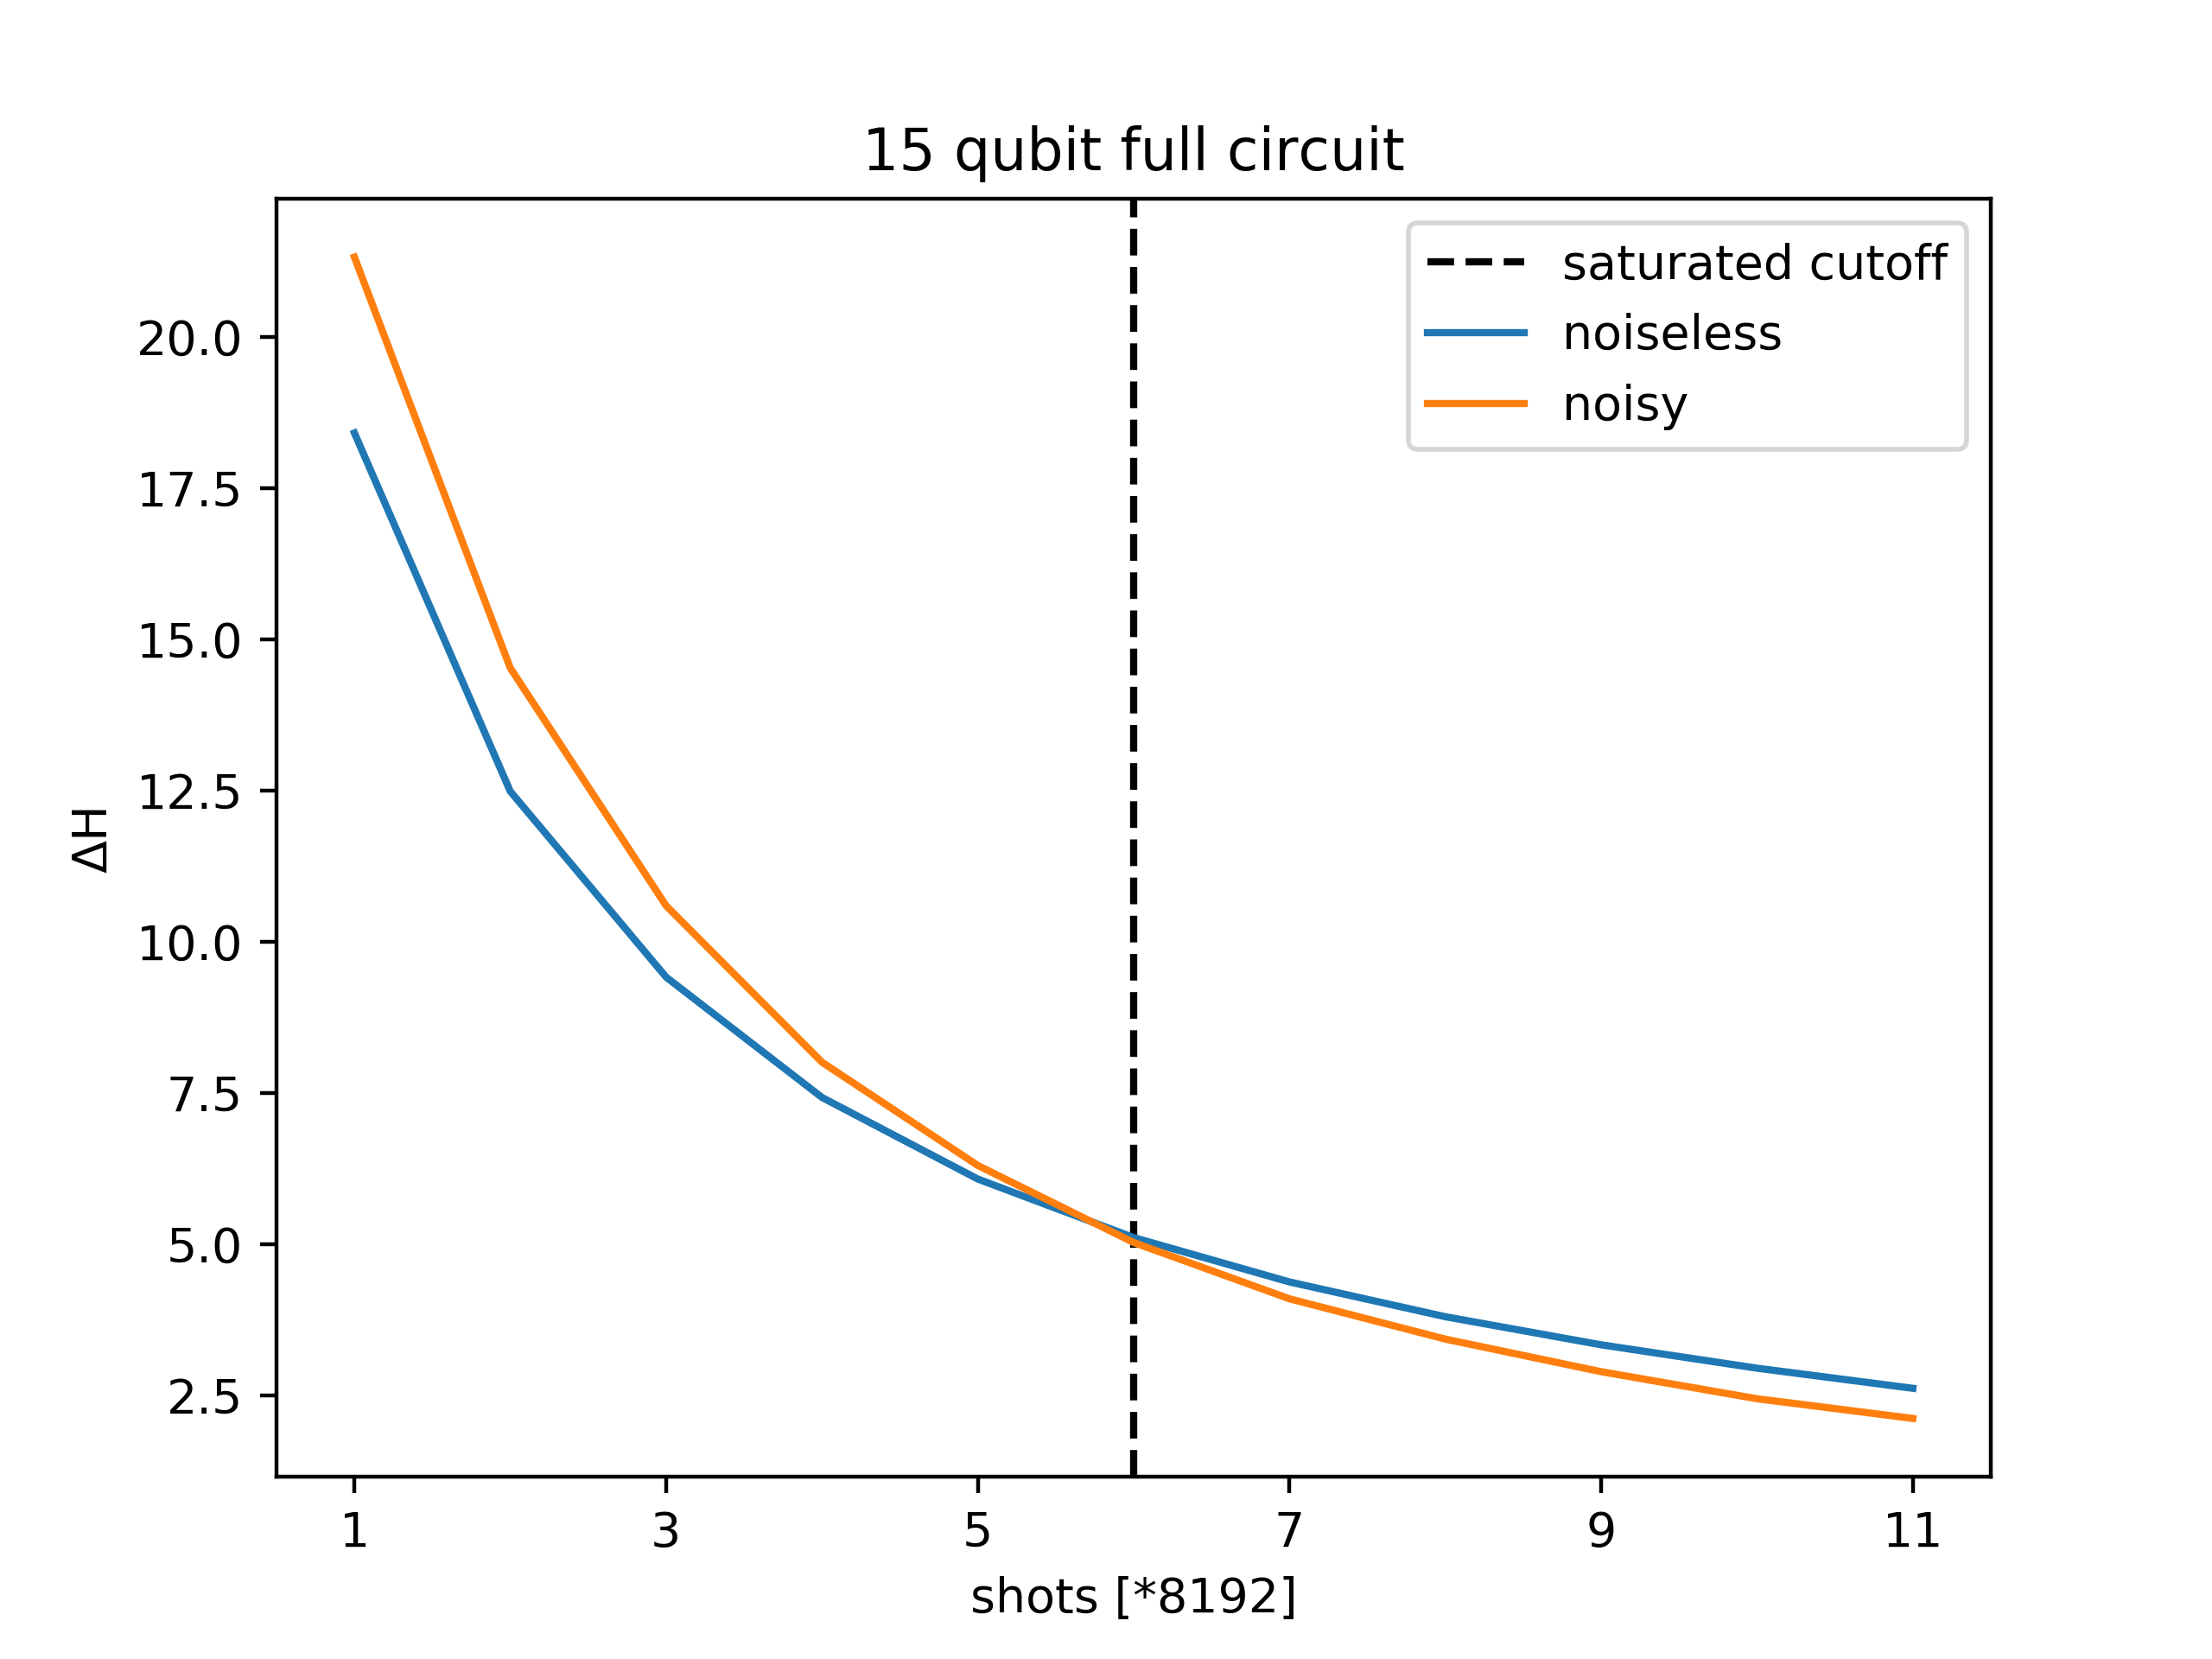 15 qubit full circuit
saturated cutoff
noiseless
noisy
20.0
17.5
15.0
12.5
10.0
7.5
5.0
2.5
ΔH
1 3 5 7 9 11
shots [*8192]